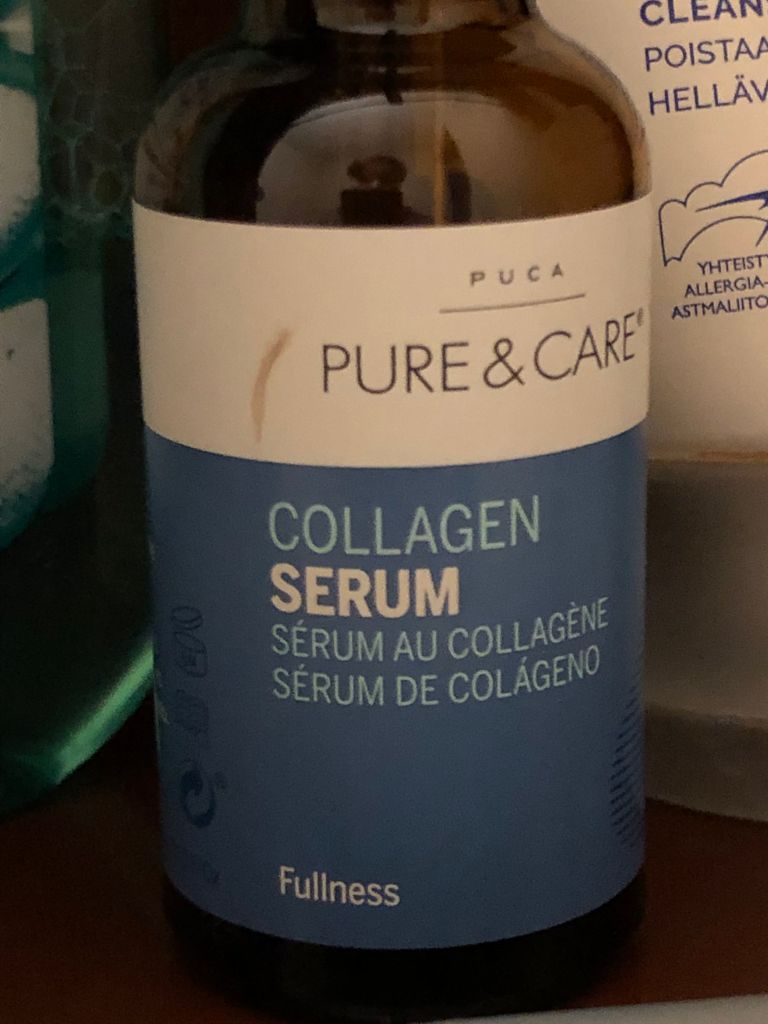 PUCA
PURE & CARE®
COLLAGEN
SERUM
SÉRUM AU COLLAGÈNE
SÉRUM DE COLÁGENO
Fullness
CLEAN
POISTAA
HELLÄV
YHTEIST
ALLERGIA-
ASTMALIITO